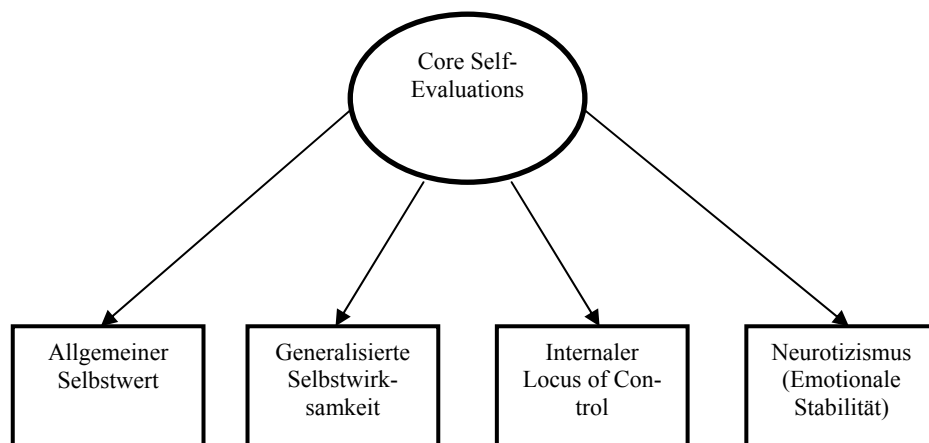 Core Self-
Evaluations
Allgemeiner
Selbstwert
Generalisierte
Selbstwirk-
samkeit
Internaler
Locus of Con-
trol
Neurotizismus
(Emotionale
Stabilität)